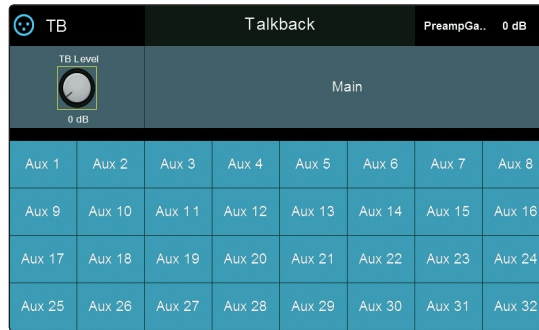 TB Talkback PreampGa.. 0 dB
TB Level
Main
0 dB
Aux 1 Aux 2 Aux 3 Aux 4 Aux 5 Aux 6 Aux 7 Aux 8
Aux 9 Aux 10 Aux 11 Aux 12 Aux 13 Aux 14 Aux 15 Aux 16
Aux 17 Aux 18 Aux 19 Aux 20 Aux 21 Aux 22 Aux 23 Aux 24
Aux 25 Aux 26 Aux 27 Aux 28 Aux 29 Aux 30 Aux 31 Aux 32